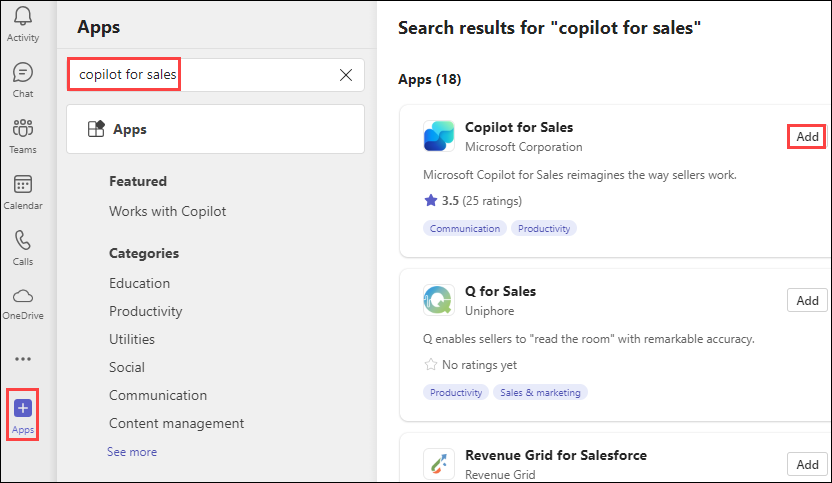 Activity
Chat
Teams
Calendar
Calls
OneDrive
Apps
Apps
copilot for sales
Apps
Featured
Works with Copilot
Categories
Education
Productivity
Utilities
Social
Communication
Content management
See more
Search results for "copilot for sales"
Apps (18)
Copilot for Sales
Microsoft Corporation
Add
Microsoft Copilot for Sales reimagines the way sellers work.
3.5 (25 ratings)
Communication Productivity
Q for Sales
Uniphore
Add
Q enables sellers to "read the room" with remarkable accuracy.
No ratings yet
Productivity Sales & marketing
Revenue Grid for Salesforce
Revenue Grid
Add